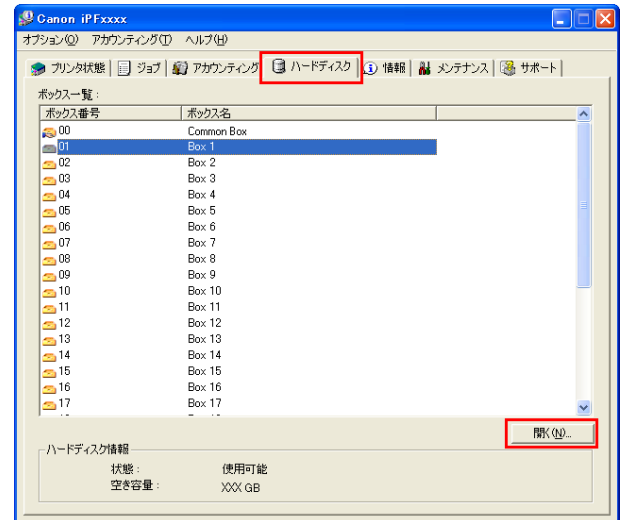 Canon iPFxxxx
オプション(O) アカウンティング(T) ヘルプ(H)
プリンタ状態 ジョブ アカウンティング ハードディスク 情報 メンテナンス サポート
ボックス一覧 :
ボックス番号 ボックス名
00 Common Box
01 Box 1
02 Box 2
03 Box 3
04 Box 4
05 Box 5
06 Box 6
07 Box 7
08 Box 8
09 Box 9
10 Box 10
11 Box 11
12 Box 12
13 Box 13
14 Box 14
15 Box 15
16 Box 16
17 Box 17
開く(N)...
ハードディスク情報
状態 : 使用可能
空き容量 : XXX GB